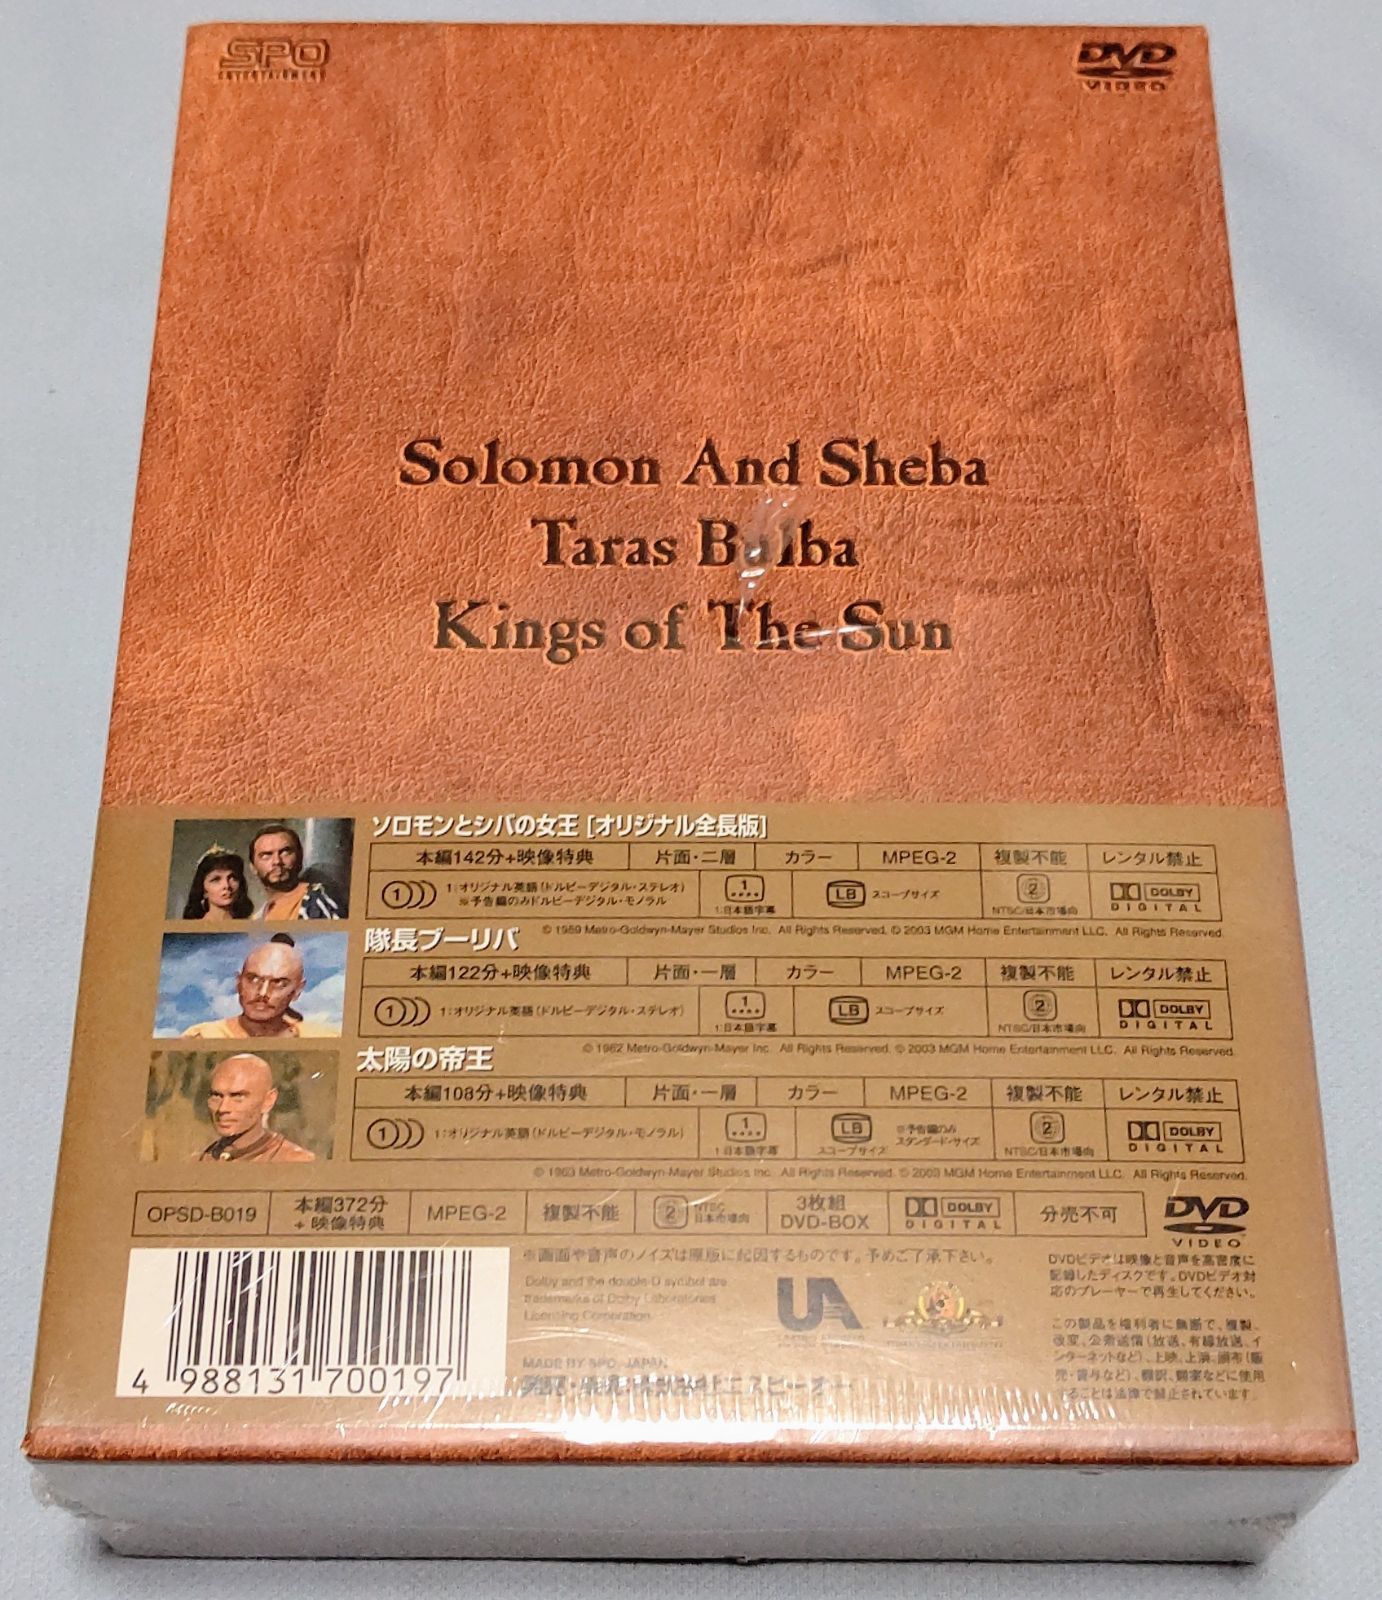 SPO
ENTERTAINMENT
DVD
VIDEO
Solomon And Sheba
Taras Bulba
Kings of The Sun
ソロモンとシバの女王 [オリジナル全長版]
本編142分+映像特典 片面・二層 カラー MPEG-2 複製不能 レンタル禁止
1 1:オリジナル英語(ドルビーデジタル・ステレオ) 1 LB スコープサイズ 2 DOLBY
※予告編のみドルビーデジタル・モノラル 1:日本語字幕 NTSC/日本市場向 DIGITAL
© 1959 Metro-Goldwyn-Mayer Studios Inc. All Rights Reserved. © 2003 MGM Home Entertainment LLC. All Rights Reserved.
隊長ブーリバ
本編122分+映像特典 片面・一層 カラー MPEG-2 複製不能 レンタル禁止
1 1:オリジナル英語(ドルビーデジタル・ステレオ) 1 LB スコープサイズ 2 DOLBY
1:日本語字幕 NTSC/日本市場向 DIGITAL
© 1962 Metro-Goldwyn-Mayer Inc. All Rights Reserved. © 2003 MGM Home Entertainment LLC. All Rights Reserved.
太陽の帝王
本編108分+映像特典 片面・一層 カラー MPEG-2 複製不能 レンタル禁止
1 1:オリジナル英語(ドルビーデジタル・モノラル) 1 LB ※予告編のみ 2 DOLBY
1:日本語字幕 スコープサイズ スタンダード・サイズ NTSC/日本市場向 DIGITAL
© 1963 Metro-Goldwyn-Mayer Studios Inc. All Rights Reserved. © 2003 MGM Home Entertainment LLC. All Rights Reserved.
OPSD-B019 本編372分 MPEG-2 複製不能 2 NTSC 3枚組 DOLBY 分売不可
+映像特典 日本市場向 DVD-BOX DIGITAL
DVD
VIDEO
※画面や音声のノイズは原版に起因するものです。予めご了承下さい。
Dolby and the double-D symbol are
trademarks of Dolby Laboratories
Licensing Corporation.
UA
MADE BY SPO, JAPAN
発売・販売:株式会社エスピーオー
DVDビデオは映像と音声を高密度に
記録したディスクです。DVDビデオ対
応のプレーヤーで再生してください。
この製品を権利者に無断で、複製、
改変、公衆送信(放送、有線放送、イ
ンターネットなど)、上映、上演、頒布(販
売・貸与など)、翻訳、翻案などに使用
することは法律で禁止されています。
4 988131 700197